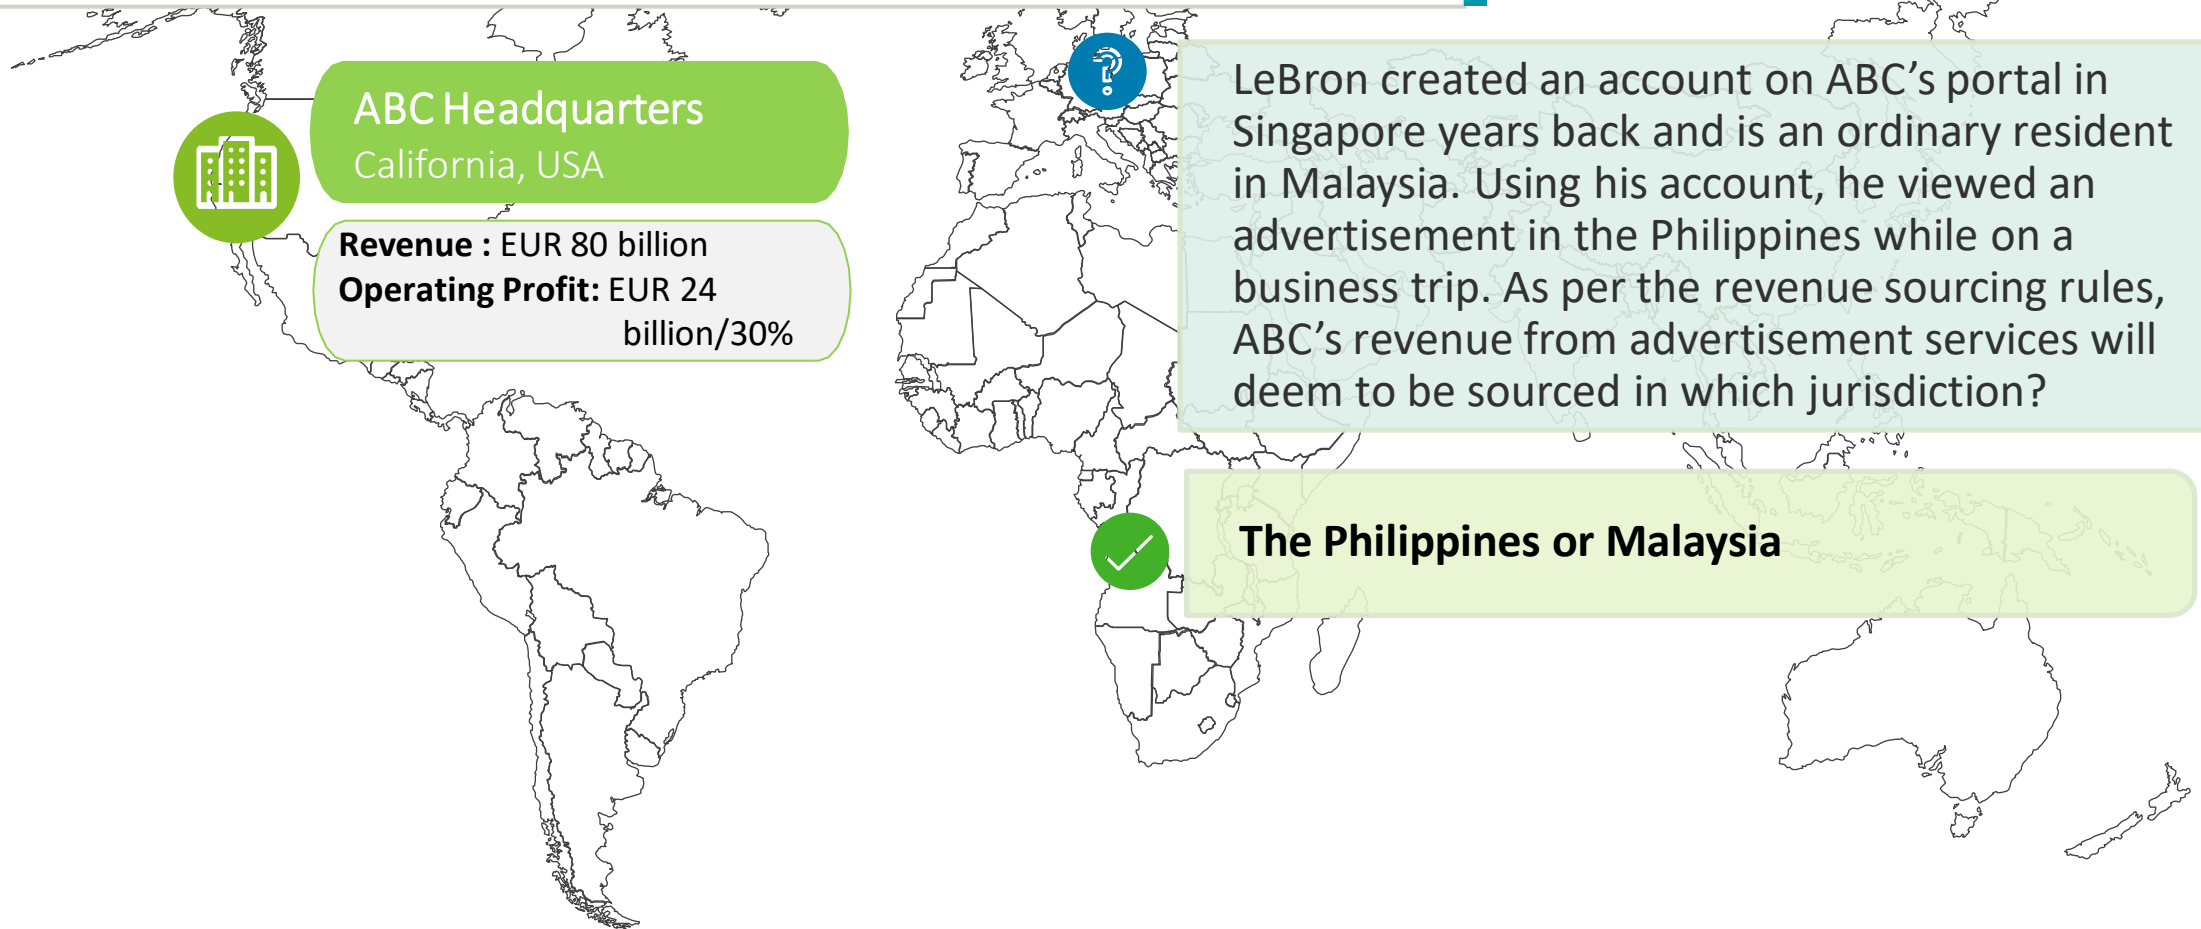 ABC Headquarters
California, USA
Revenue : EUR 80 billion
Operating Profit: EUR 24
billion/30%
LeBron created an account on ABC’s portal in
Singapore years back and is an ordinary resident
in Malaysia. Using his account, he viewed an
advertisement in the Philippines while on a
business trip. As per the revenue sourcing rules,
ABC’s revenue from advertisement services will
deem to be sourced in which jurisdiction?
The Philippines or Malaysia